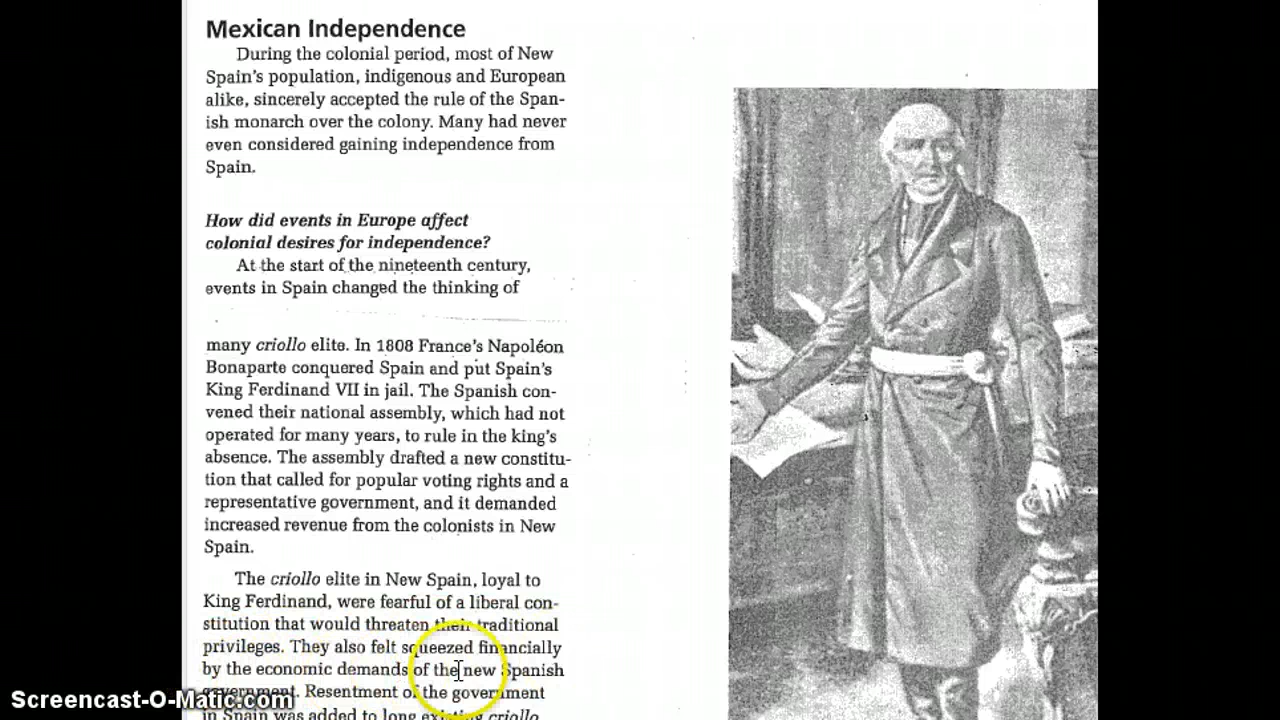 Mexican Independence
During the colonial period, most of New
Spain's population, indigenous and European
alike, sincerely accepted the rule of the Span-
ish monarch over the colony. Many had never
even considered gaining independence from
Spain.
How did events in Europe affect
colonial desires for independence?
At the start of the nineteenth century,
events in Spain changed the thinking of
many criollo elite. In 1808 France's Napoléon
Bonaparte conquered Spain and put Spain's
King Ferdinand VII in jail. The Spanish con-
vened their national assembly, which had not
operated for many years, to rule in the king's
absence. The assembly drafted a new constitu-
tion that called for popular voting rights and a
representative government, and it demanded
increased revenue from the colonists in New
Spain.
The criollo elite in New Spain, loyal to
King Ferdinand, were fearful of a liberal con-
stitution that would threaten their traditional
privileges. They also felt squeezed financially
by the economic demands of the new Spanish
government. Resentment of the government
in Spain was added to long existing criollo
Screencast-O-Matic.com